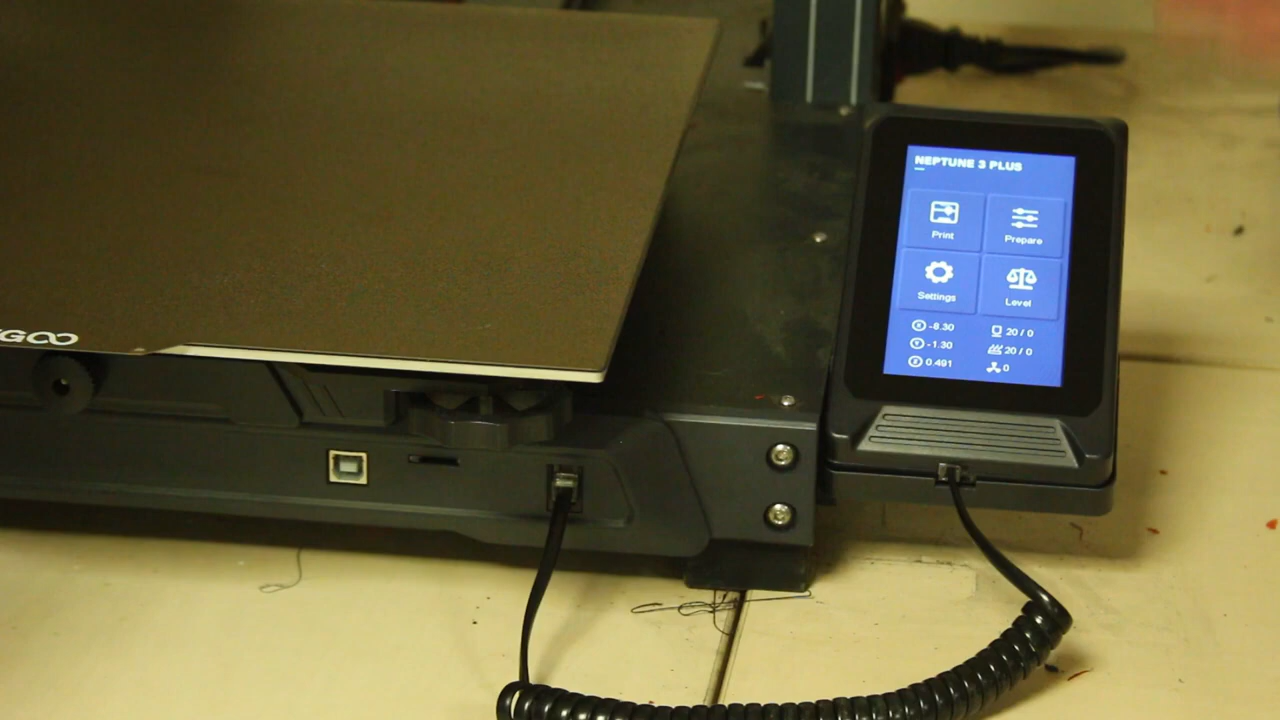 NEPTUNE 3 PLUS
Print
Prepare
Settings
Level
X -8.30
20 / 0
Y -1.30
20 / 0
Z 0.491
0
GOO